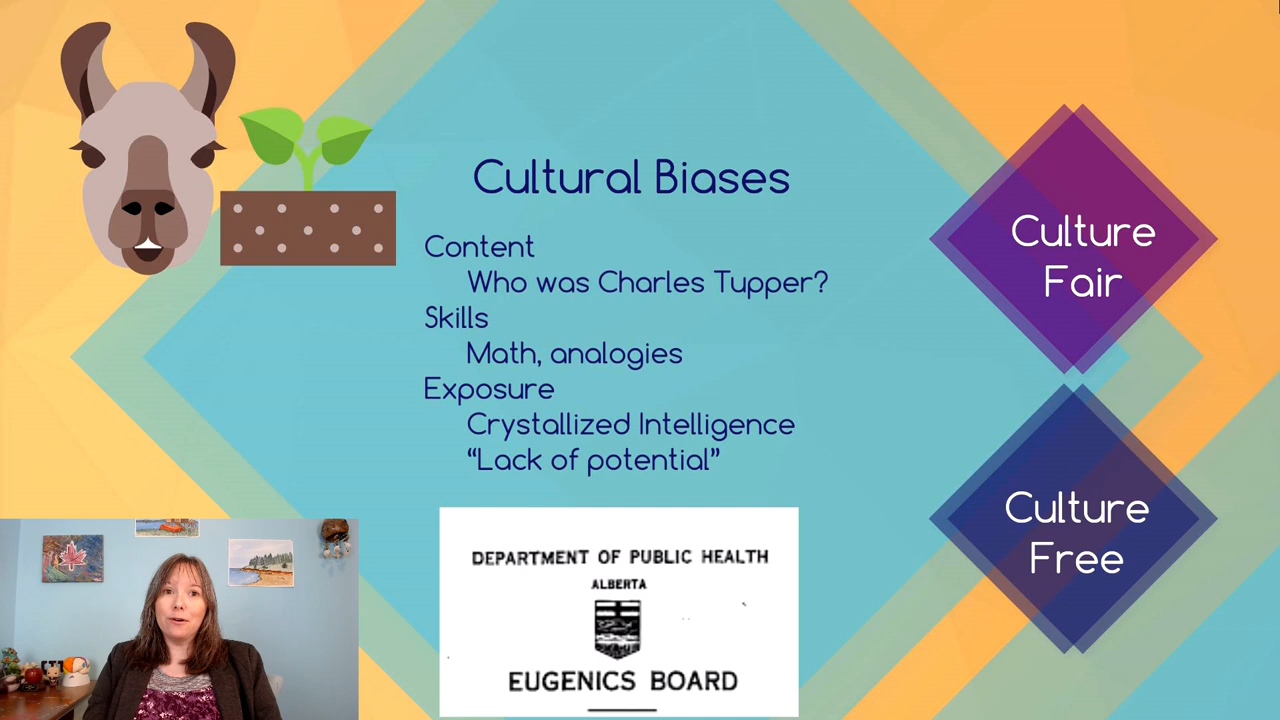 Cultural Biases
Content
Who was Charles Tupper?
Skills
Math, analogies
Exposure
Crystallized Intelligence
“Lack of potential”
Culture
Fair
Culture
Free
DEPARTMENT OF PUBLIC HEALTH
ALBERTA
EUGENICS BOARD